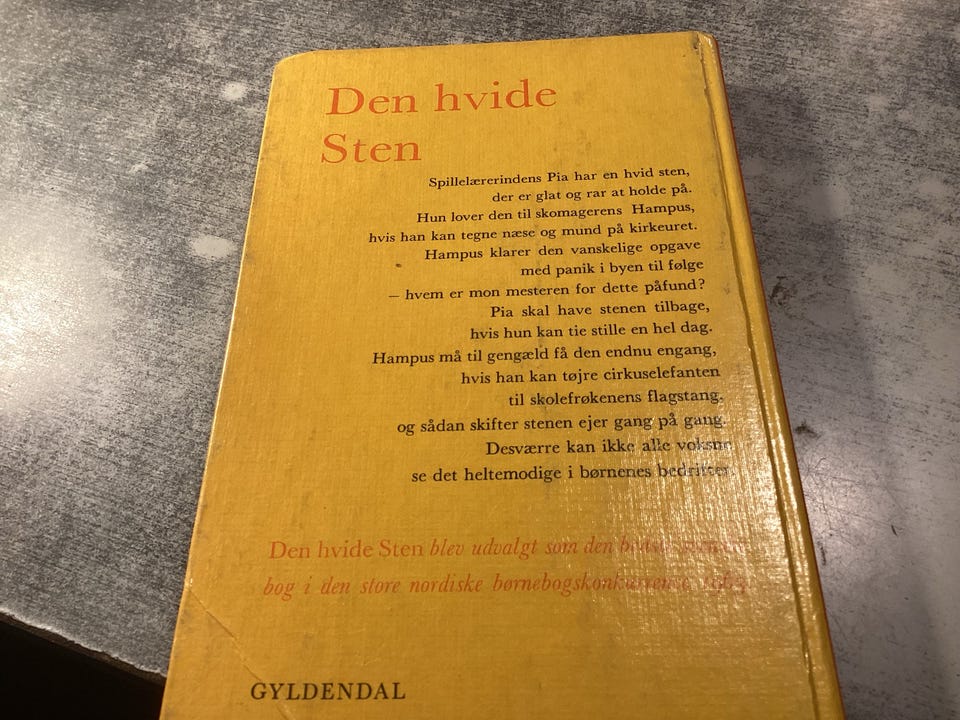 Den hvide
Sten
Spillelærerindens Pia har en hvid sten,
der er glat og rar at holde på.
Hun lover den til skomagerens Hampus,
hvis han kan tegne næse og mund på kirkeuret.
Hampus klarer den vanskelige opgave
med panik i byen til følge
– hvem er mon mesteren for dette påfund?
Pia skal have stenen tilbage,
hvis hun kan tie stille en hel dag.
Hampus må til gengæld få den endnu engang,
hvis han kan tøjre cirkuselefanten
til skolefrøkenens flagstang,
og sådan skifter stenen ejer gang på gang.
Desværre kan ikke alle voksne
se det heltemodige i børnenes bedrifter.
Den hvide Sten blev udvalgt som den
bog i den store nordiske børnebogskonkurrence
GYLDENDAL